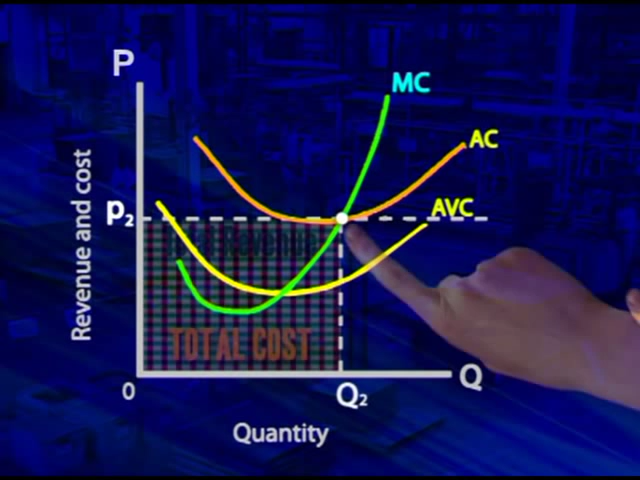 P
MC
AC
AVC
p₂
Total Revenue
Revenue and cost
TOTAL COST
0
Q₂
Q
Quantity